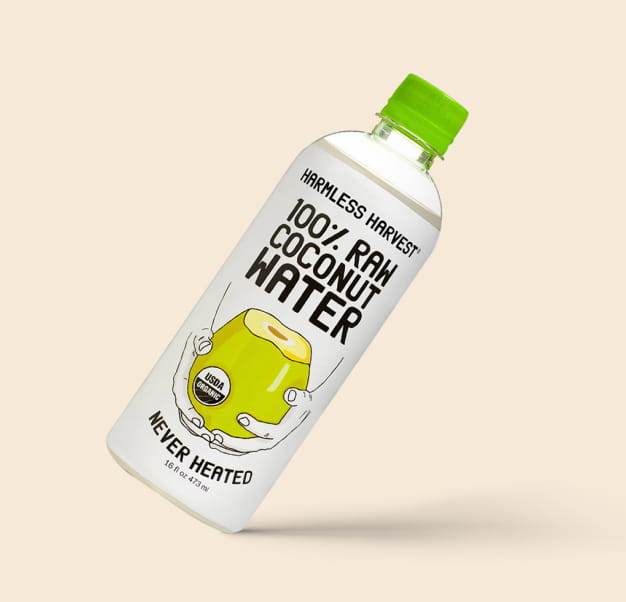 HARMLESS HARVEST®
100% RAW
COCONUT
WATER
USDA
ORGANIC
NEVER HEATED
16 fl oz 473 ml